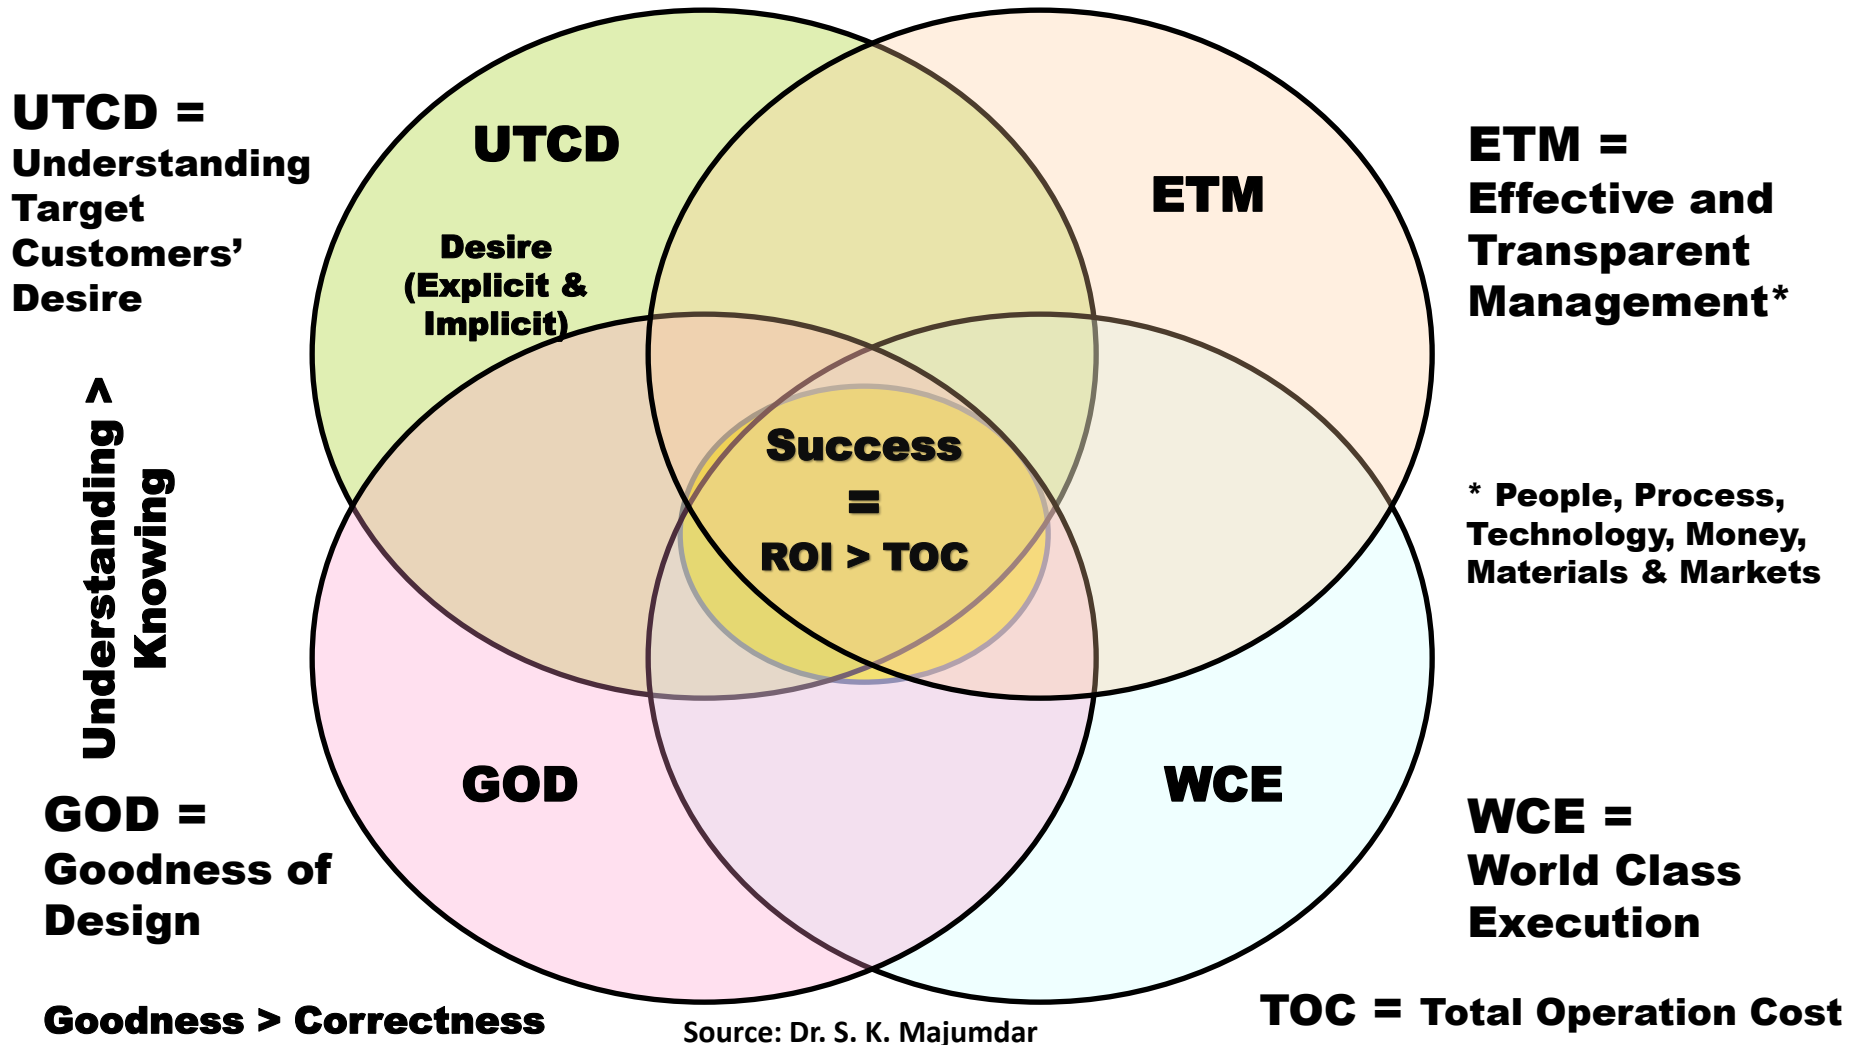 UTCD =
Understanding
Target
Customers’
Desire
UTCD
Desire
(Explicit &
Implicit)
ETM
ETM =
Effective and
Transparent
Management*
Understanding >
Knowing
Success
=
ROI > TOC
* People, Process,
Technology, Money,
Materials & Markets
GOD
WCE
GOD =
Goodness of
Design
WCE =
World Class
Execution
Goodness > Correctness
Source: Dr. S. K. Majumdar
TOC = Total Operation Cost